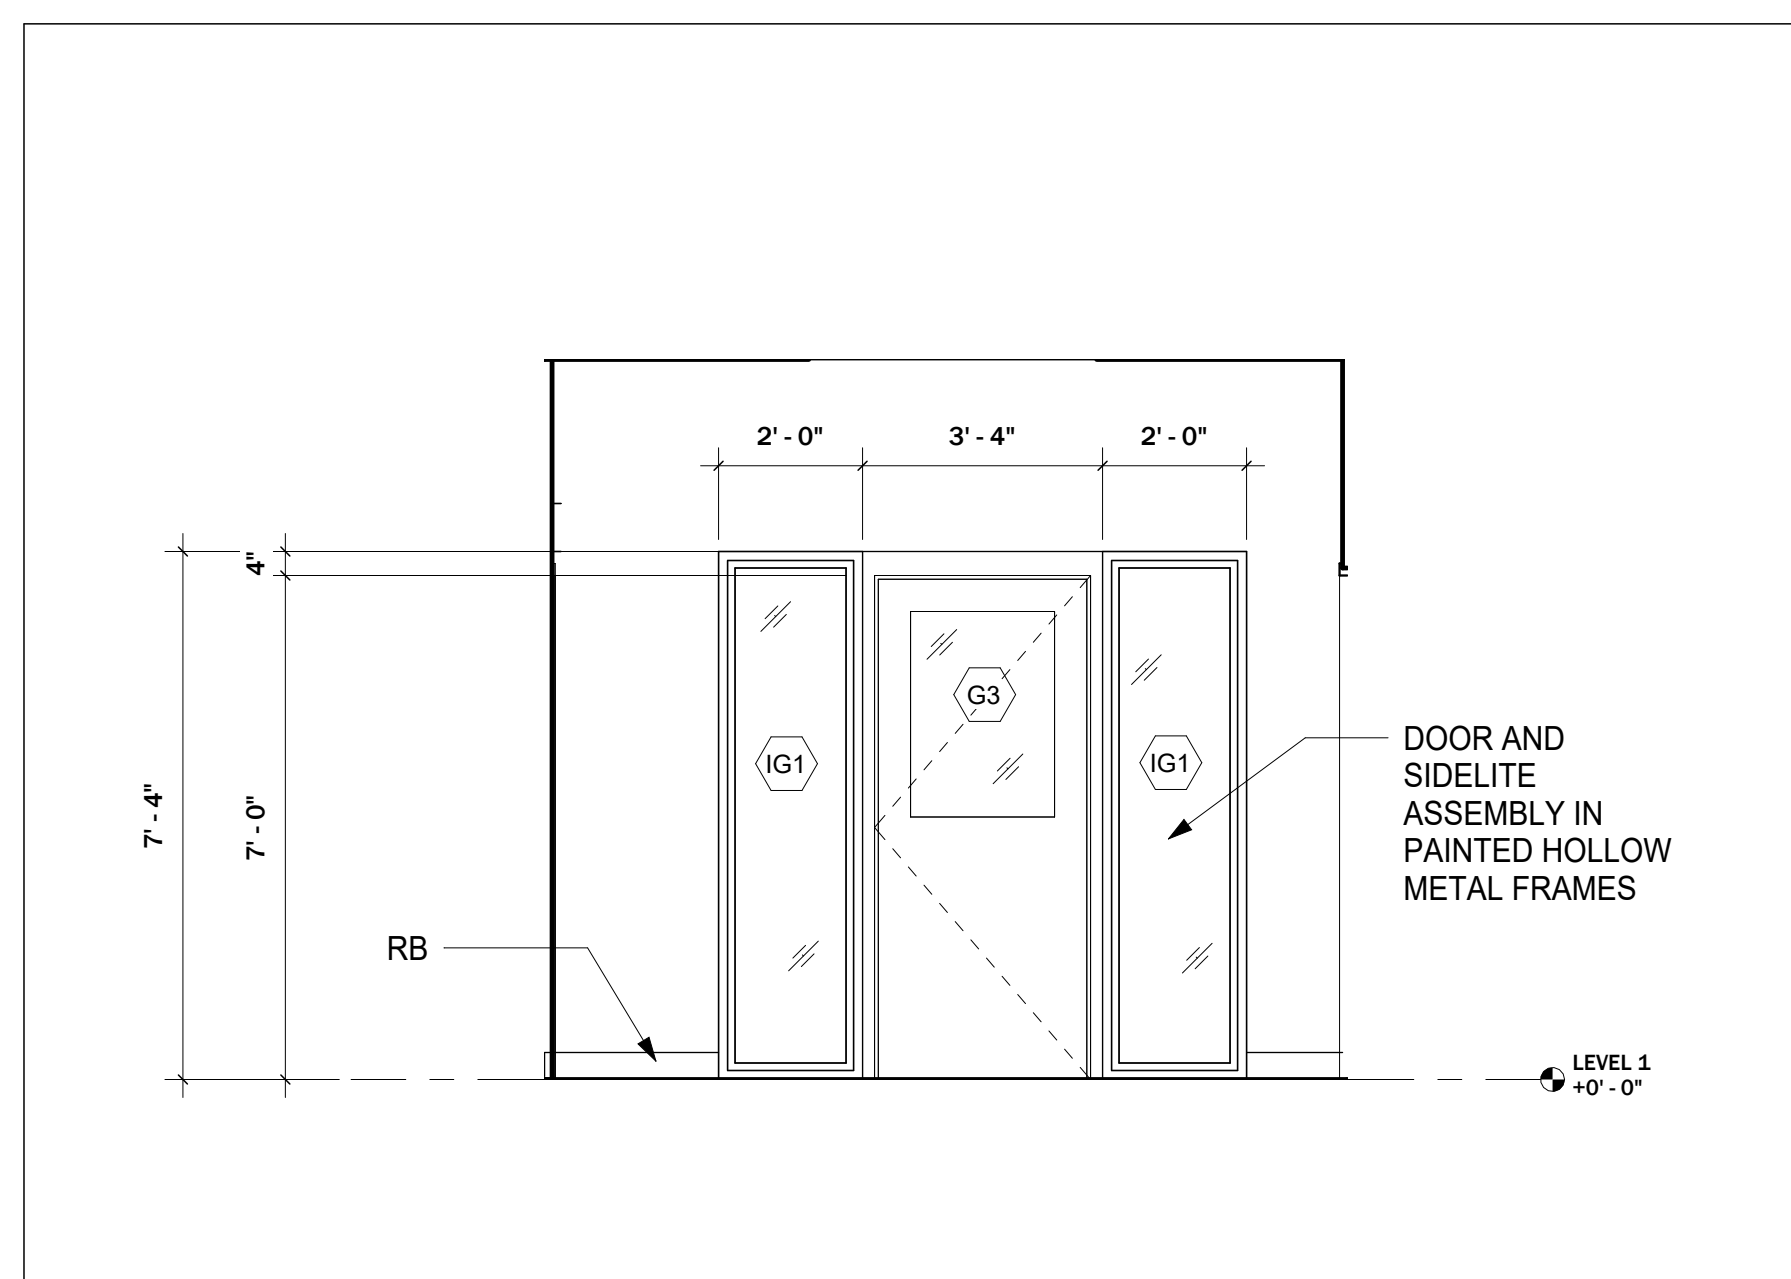 2' - 0"
3' - 4"
2' - 0"
4"
7' - 4"
7' - 0"
G3
IG1
IG1
DOOR AND
SIDELITE
ASSEMBLY IN
PAINTED HOLLOW
METAL FRAMES
RB
LEVEL 1
+0' - 0"